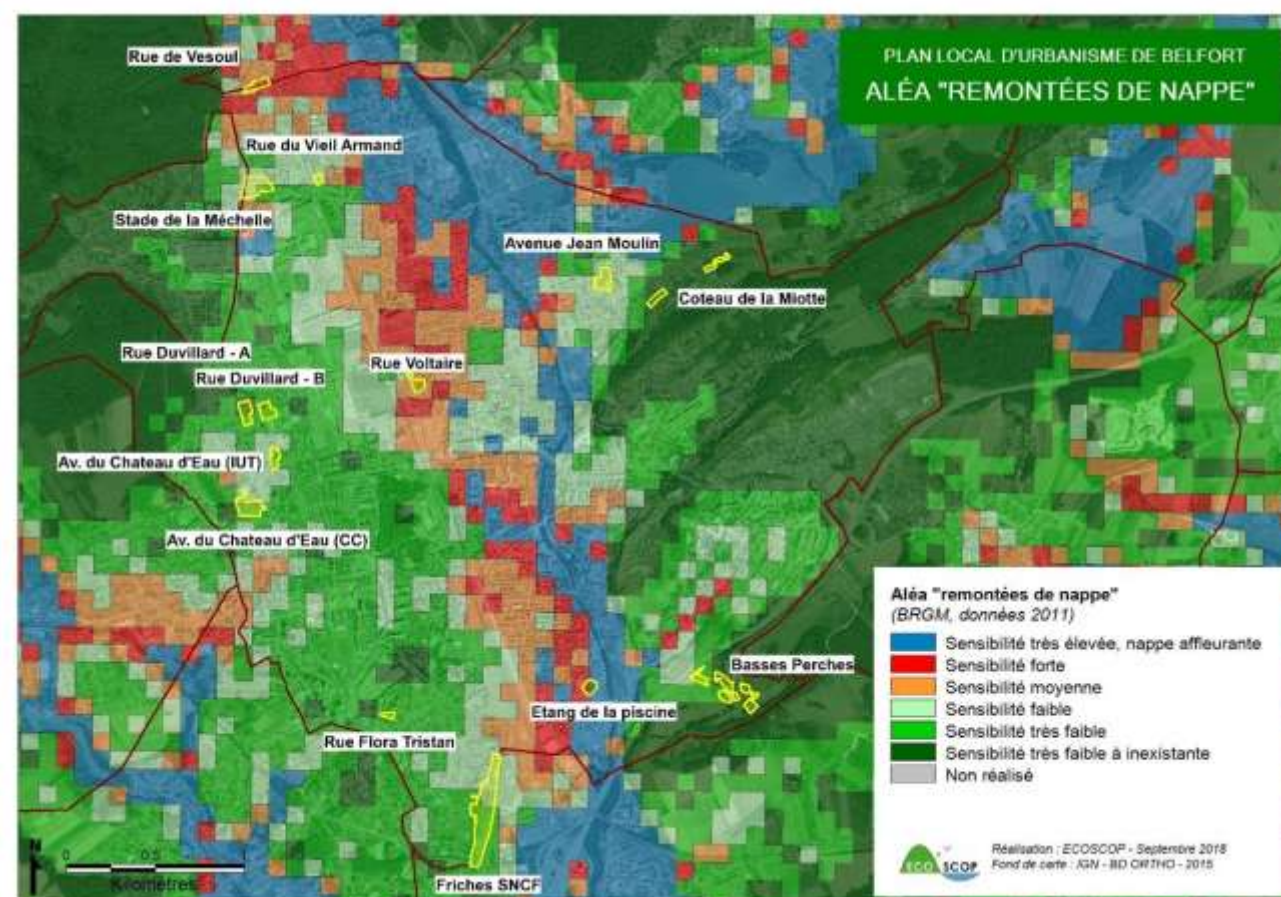 PLAN LOCAL D'URBANISME DE BELFORT
ALÉA "REMONTÉES DE NAPPE"
Rue de Vesoul
Rue du Vieil Armand
Stade de la Méchelle
Avenue Jean Moulin
Coteau de la Miotte
Rue Duvillard - A
Rue Duvillard - B
Rue Voltaire
Av. du Chateau d'Eau (IUT)
Av. du Chateau d'Eau (CC)
Basses Perches
Etang de la piscine
Rue Flora Tristan
Friches SNCF
N
0 0,5 1
Kilomètres
Aléa "remontées de nappe"
(BRGM, données 2011)
Sensibilité très élevée, nappe affleurante
Sensibilité forte
Sensibilité moyenne
Sensibilité faible
Sensibilité très faible
Sensibilité très faible à inexistante
Non réalisé
ECO SCOP
Réalisation : ECOSCOP - Septembre 2018
Fond de carte : IGN - BD ORTHO - 2015